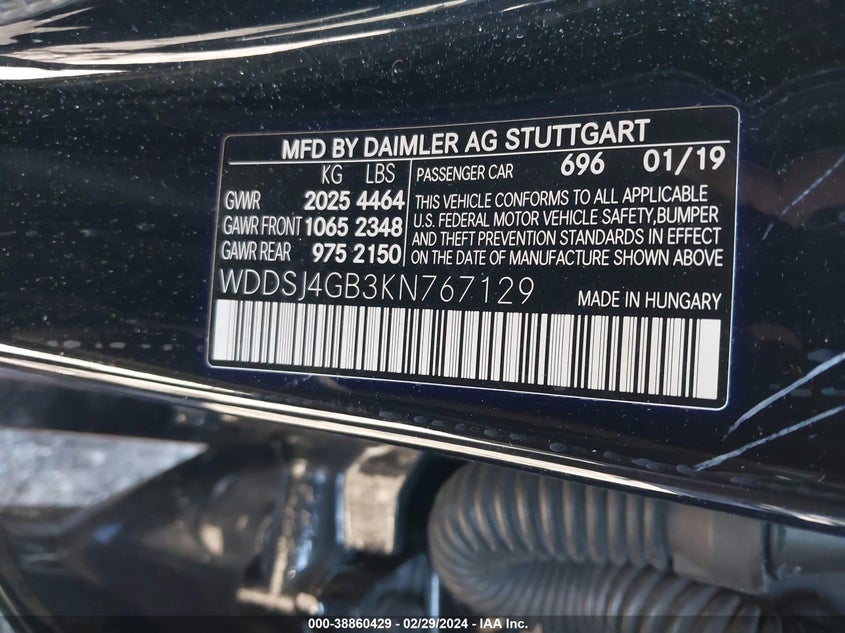 MFD BY DAIMLER AG STUTTGART
KG LBS
GVWR 2025 4464
GAWR FRONT 1065 2348
GAWR REAR 975 2150
PASSENGER CAR 696 01/19
THIS VEHICLE CONFORMS TO ALL APPLICABLE
U.S. FEDERAL MOTOR VEHICLE SAFETY,BUMPER
AND THEFT PREVENTION STANDARDS IN EFFECT
ON THE DATE OF MANUFACTURE SHOWN ABOVE
WDDSJ4GB3KN767129 MADE IN HUNGARY
000-38860429 - 02/29/2024 - IAA, Inc.